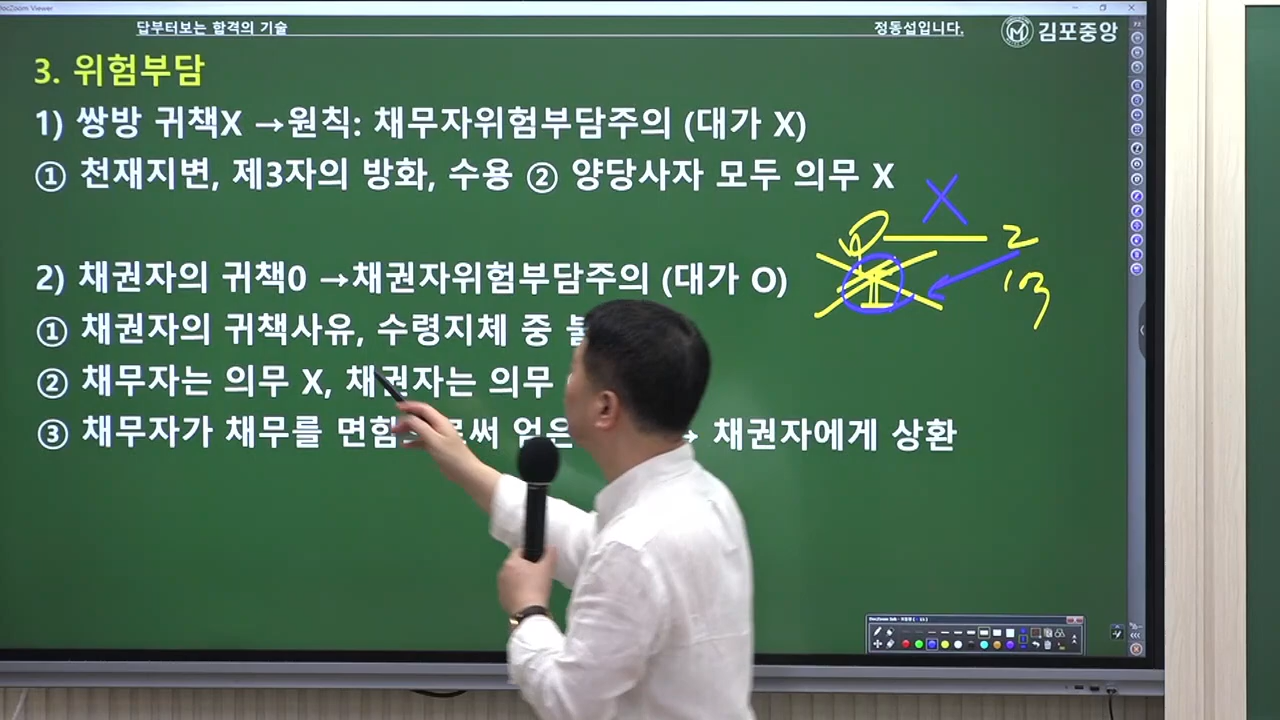 DocZoom Viewer
답부터보는 합격의 기술
정동섭입니다.
김포중앙
3. 위험부담
1) 쌍방 귀책X →원칙: 채무자위험부담주의 (대가 X)
① 천재지변, 제3자의 방화, 수용 ② 양당사자 모두 의무 X
X
2
2) 채권자의 귀책0 →채권자위험부담주의 (대가 O)
① 채권자의 귀책사유, 수령지체 중
② 채무자는 의무 X, 채권자는 의무
③ 채무자가 채무를 면함으로써 얻은 → 채권자에게 상환